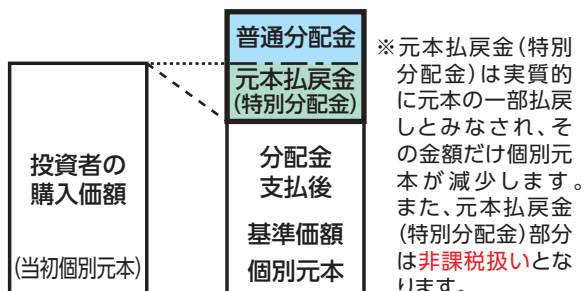 普通分配金
元本払戻金
(特別分配金)
投資者の
購入価額
(当初個別元本)
分配金
支払後
基準価額
個別元本
※元本払戻金(特別
分配金)は実質的
に元本の一部払戻
しとみなされ、そ
の金額だけ個別元
本が減少します。
また、元本払戻金
(特別分配金)部分
は非課税扱いとな
ります。